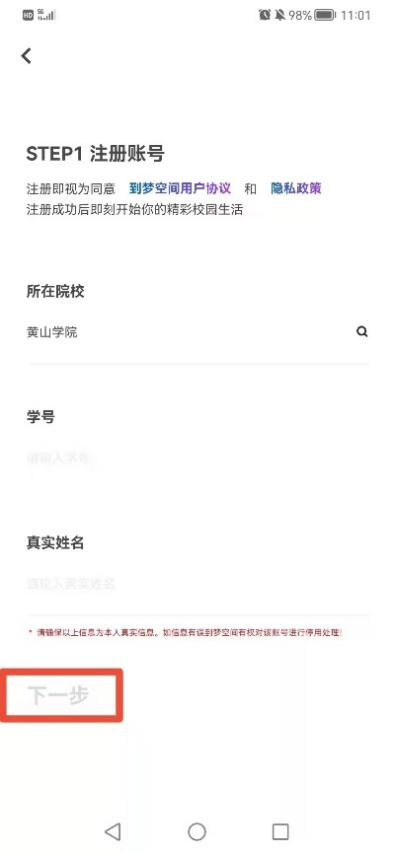 HD 5G 98% 11:01
STEP1 注册账号
注册即视为同意 到梦空间用户协议 和 隐私政策
注册成功后即刻开始你的精彩校园生活
所在院校
黄山学院
学号
请输入学号
真实姓名
请输入真实姓名
* 请确保以上信息为本人真实信息。如信息有误到梦空间有权对该账号进行停用处理!
下一步